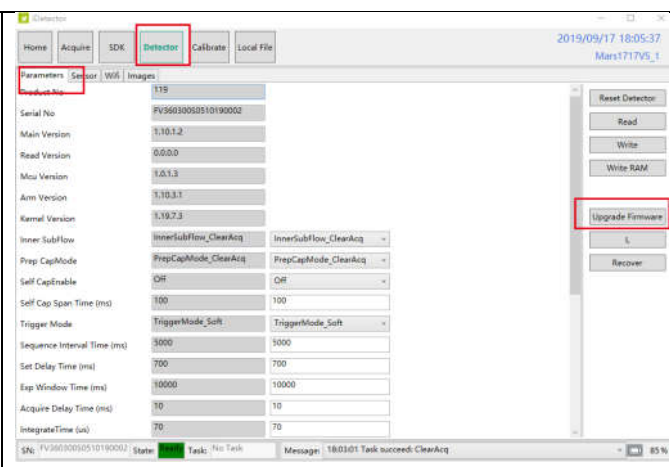 iDetector
2019/09/17 18:05:37
Home Acquire SDK Detector Calibrate Local File
Mars1717VS_1
Parameters Sensor Wifi Images
Product No 119
Reset Detector
Serial No FV36030050510190002
Read
Main Version 1.10.1.2
Write
Read Version 0.0.0.0
Write RAM
Mcu Version 1.0.1.3
Arm Version 1.10.3.1
Kernel Version 1.19.7.3
Upgrade Firmware
Inner SubFlow InnerSubFlow_ClearAcq InnerSubFlow_ClearAcq
L
Prep CapMode PrepCapMode_ClearAcq PrepCapMode_ClearAcq
Recover
Self CapEnable Off Off
Self Cap Span Time (ms) 100 100
Trigger Mode TriggerMode_Soft TriggerMode_Soft
Sequence Interval Time (ms) 5000 5000
Set Delay Time (ms) 700 700
Exp Window Time (ms) 10000 10000
Acquire Delay Time (ms) 10 10
IntegrateTime (us) 70 70
SN: FV36030050510190002 State: Ready Task: No Task Message: 18:03:01 Task succeed: ClearAcq 85%